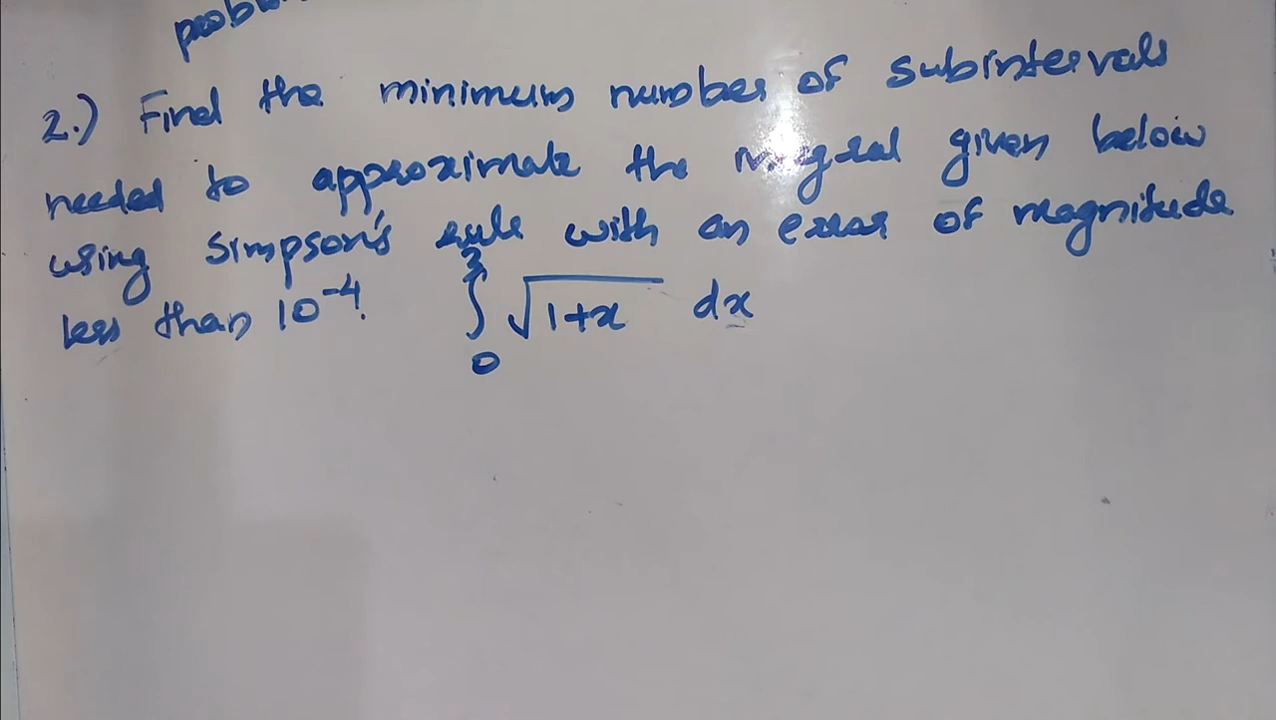 2.) Find the minimum number of subintervals
needed to approximate the integral given below
using Simpson's rule with an error of magnitude
less than 10⁻⁴. ∫₀³ √(1+x) dx